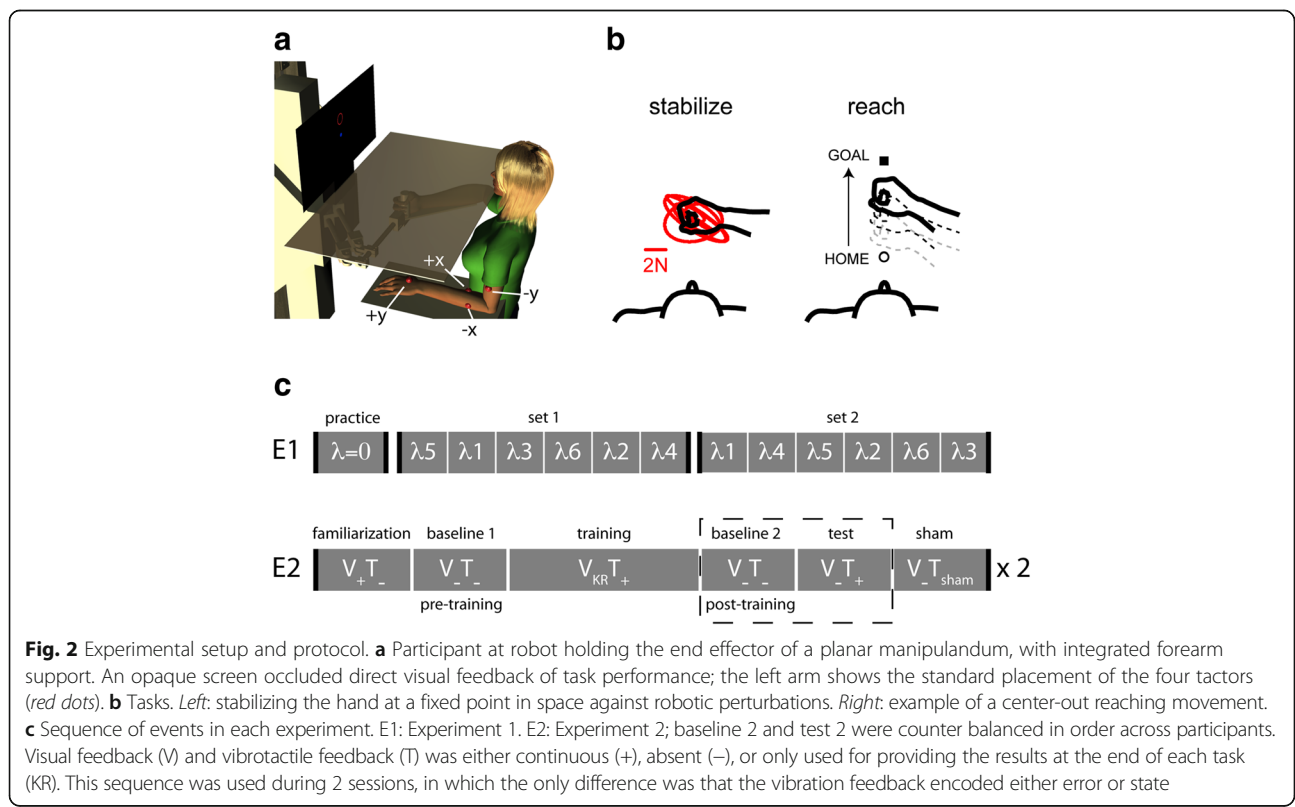 a
+x
-y
+y
-x
b
stabilize
reach
2N
GOAL
HOME
c
practice
set 1
set 2
E1
λ=0
λ5 λ1 λ3 λ6 λ2 λ4
λ1 λ4 λ5 λ2 λ6 λ3
familiarization baseline 1 training baseline 2 test sham
E2
V+T− V−T− VKRT+ V−T− V−T+ V−Tsham x 2
pre-training post-training
Fig. 2 Experimental setup and protocol. a Participant at robot holding the end effector of a planar manipulandum, with integrated forearm
support. An opaque screen occluded direct visual feedback of task performance; the left arm shows the standard placement of the four tactors
(red dots). b Tasks. Left: stabilizing the hand at a fixed point in space against robotic perturbations. Right: example of a center-out reaching movement.
c Sequence of events in each experiment. E1: Experiment 1. E2: Experiment 2; baseline 2 and test 2 were counter balanced in order across participants.
Visual feedback (V) and vibrotactile feedback (T) was either continuous (+), absent (−), or only used for providing the results at the end of each task
(KR). This sequence was used during 2 sessions, in which the only difference was that the vibration feedback encoded either error or state